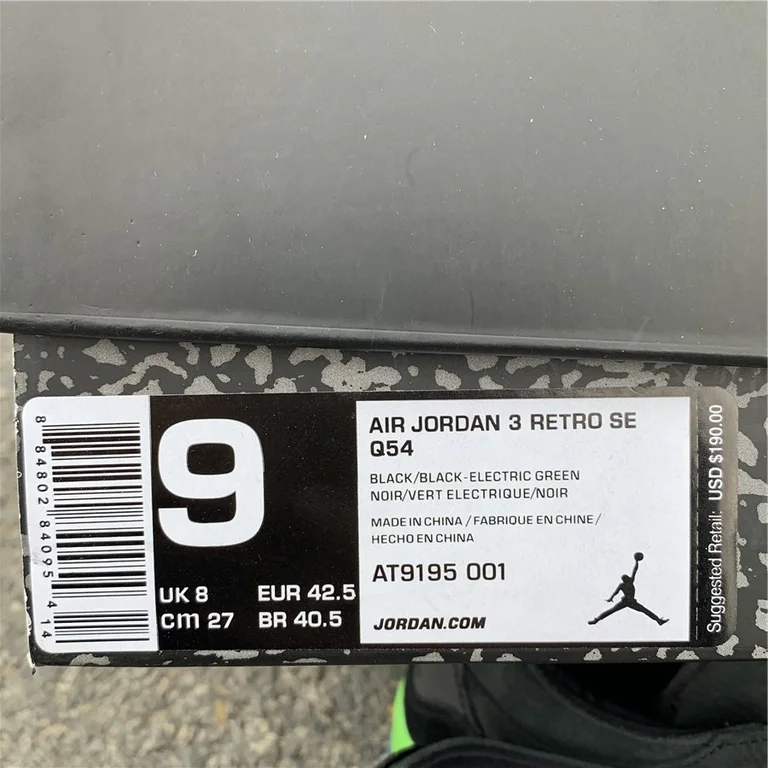 8 84802 84095 4 14
9
UK 8 EUR 42.5
cm 27 BR 40.5
AIR JORDAN 3 RETRO SE
Q54
BLACK/BLACK-ELECTRIC GREEN
NOIR/VERT ELECTRIQUE/NOIR
MADE IN CHINA / FABRIQUE EN CHINE /
HECHO EN CHINA
AT9195 001
JORDAN.COM
Suggested Retail: USD $190.00